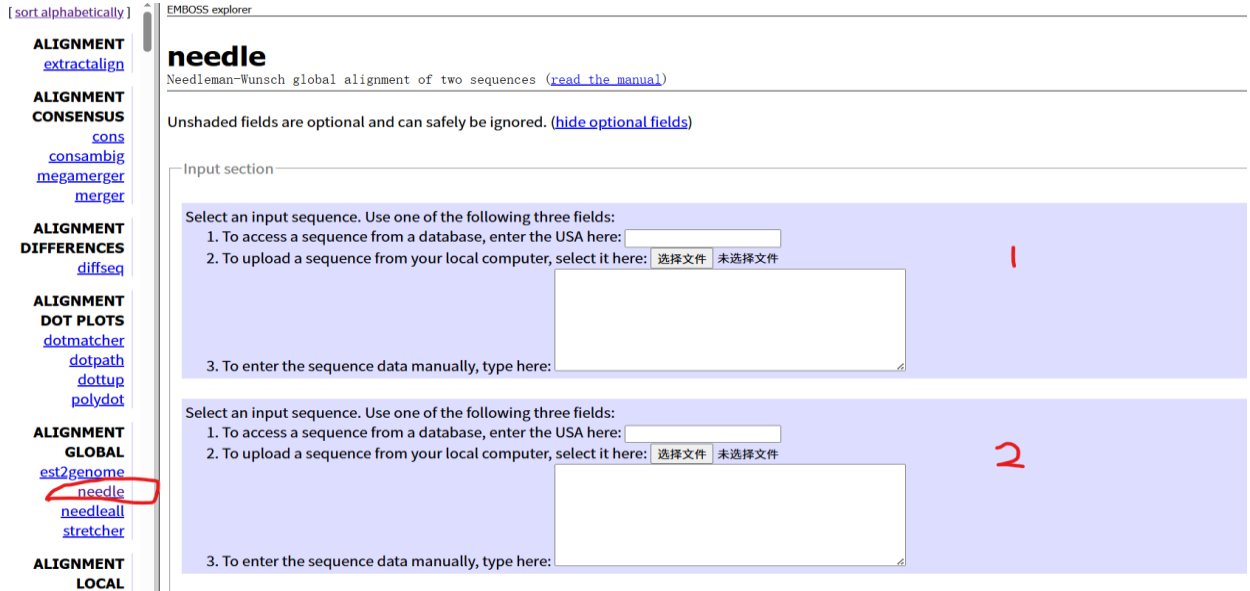 [ sort alphabetically ]
ALIGNMENT
extractalign
ALIGNMENT
CONSENSUS
cons
consambig
megamerger
merger
ALIGNMENT
DIFFERENCES
diffseq
ALIGNMENT
DOT PLOTS
dotmatcher
dotpath
dottup
polydot
ALIGNMENT
GLOBAL
est2genome
needle
needleall
stretcher
ALIGNMENT
LOCAL
EMBOSS explorer
needle
Needleman-Wunsch global alignment of two sequences (read the manual)
Unshaded fields are optional and can safely be ignored. (hide optional fields)
Input section
Select an input sequence. Use one of the following three fields:
1. To access a sequence from a database, enter the USA here:
2. To upload a sequence from your local computer, select it here: 选择文件 未选择文件
3. To enter the sequence data manually, type here:
1
Select an input sequence. Use one of the following three fields:
1. To access a sequence from a database, enter the USA here:
2. To upload a sequence from your local computer, select it here: 选择文件 未选择文件
3. To enter the sequence data manually, type here:
2